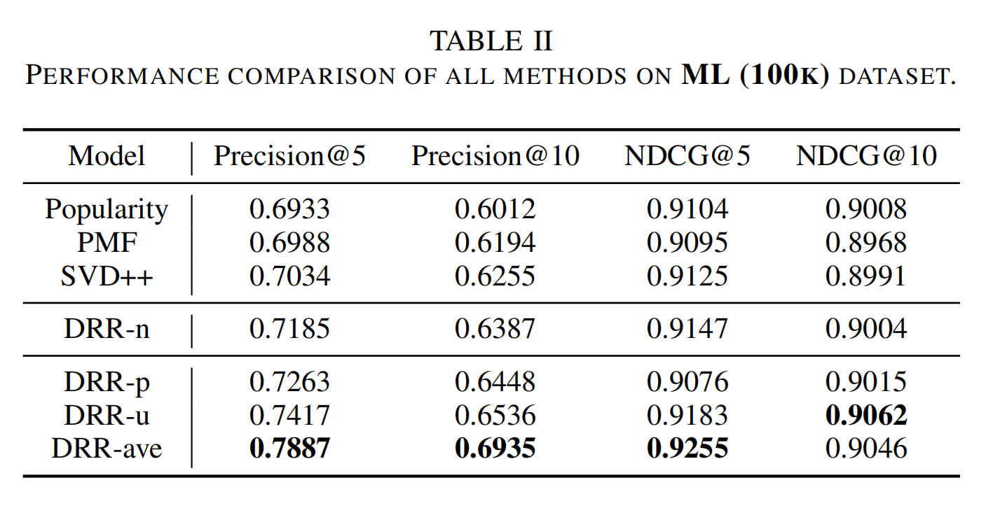 TABLE II
PERFORMANCE COMPARISON OF ALL METHODS ON ML (100K) DATASET.
Model Precision@5 Precision@10 NDCG@5 NDCG@10
Popularity 0.6933 0.6012 0.9104 0.9008
PMF 0.6988 0.6194 0.9095 0.8968
SVD++ 0.7034 0.6255 0.9125 0.8991
DRR-n 0.7185 0.6387 0.9147 0.9004
DRR-p 0.7263 0.6448 0.9076 0.9015
DRR-u 0.7417 0.6536 0.9183 0.9062
DRR-ave 0.7887 0.6935 0.9255 0.9046